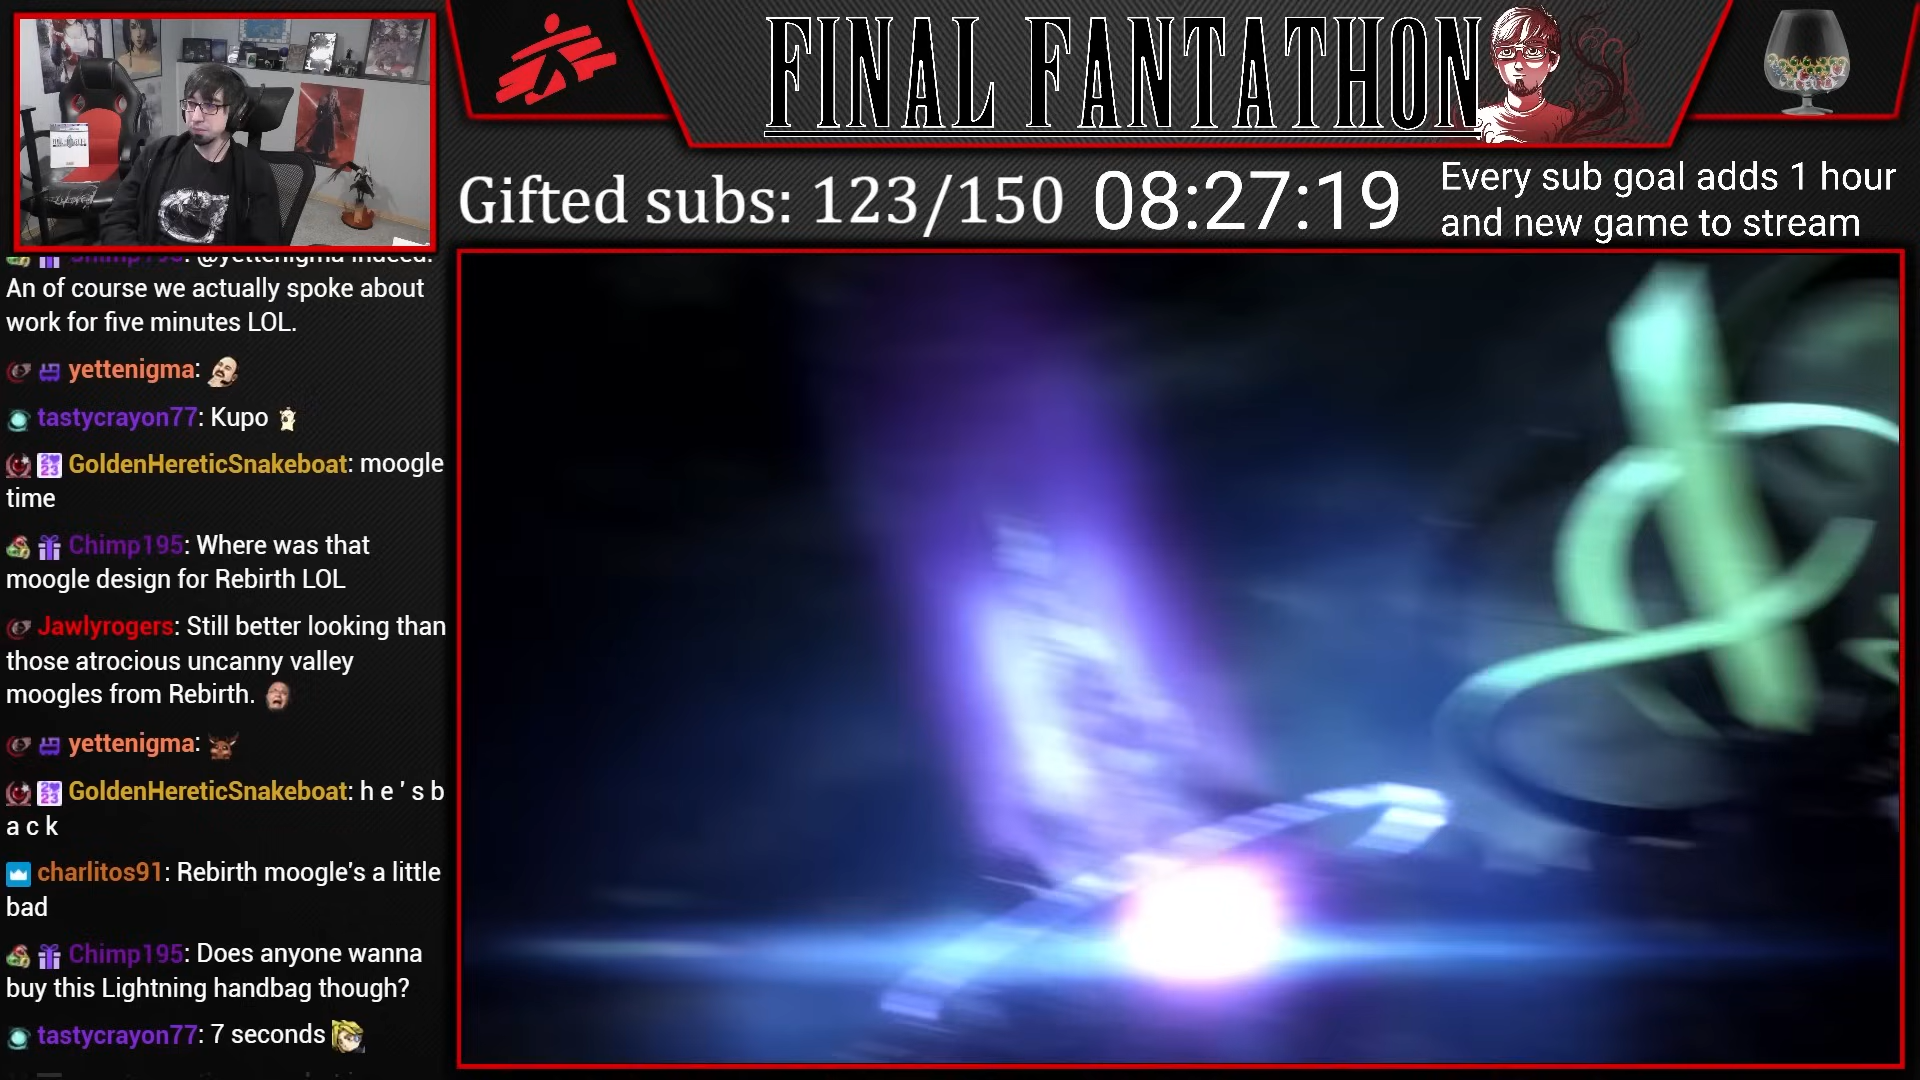 FINAL FANTATHON
Gifted subs: 123/150
08:27:19
Every sub goal adds 1 hour
and new game to stream
Chimp195: @yettenigma Indeed!
An of course we actually spoke about
work for five minutes LOL.
yettenigma:
tastycrayon77: Kupo
GoldenHereticSnakeboat: moogle
time
Chimp195: Where was that
moogle design for Rebirth LOL
Jawlyrogers: Still better looking than
those atrocious uncanny valley
moogles from Rebirth.
yettenigma:
GoldenHereticSnakeboat: h e ' s b
a c k
charlitos91: Rebirth moogle's a little
bad
Chimp195: Does anyone wanna
buy this Lightning handbag though?
tastycrayon77: 7 seconds